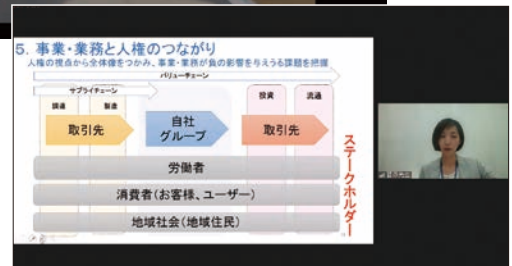 5. 事業・業務と人権のつながり
人権の視点から全体像をつかみ、事業・業務が負の影響を与えうる課題を把握
バリューチェーン
サプライチェーン
調達
製造
投資
流通
取引先
自社
グループ
取引先
労働者
消費者(お客様、ユーザー)
地域社会(地域住民)
ステークホルダー